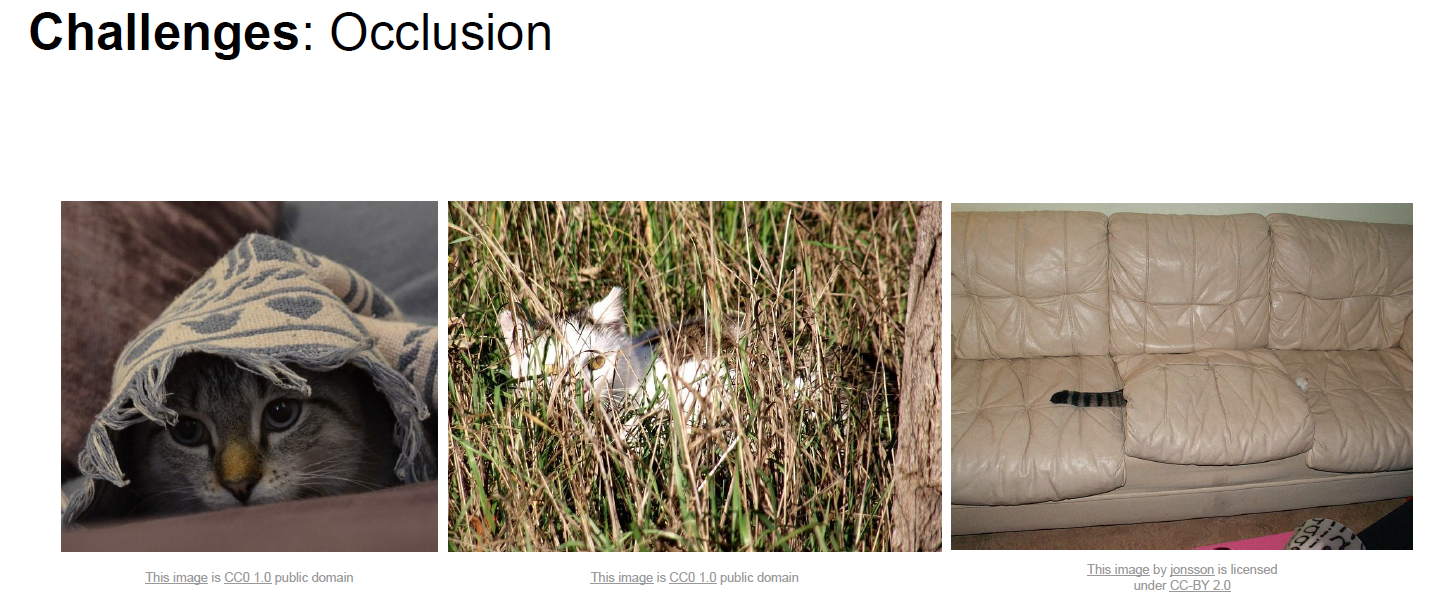 Challenges: Occlusion
This image is CC0 1.0 public domain
This image is CC0 1.0 public domain
This image by jonsson is licensed
under CC-BY 2.0